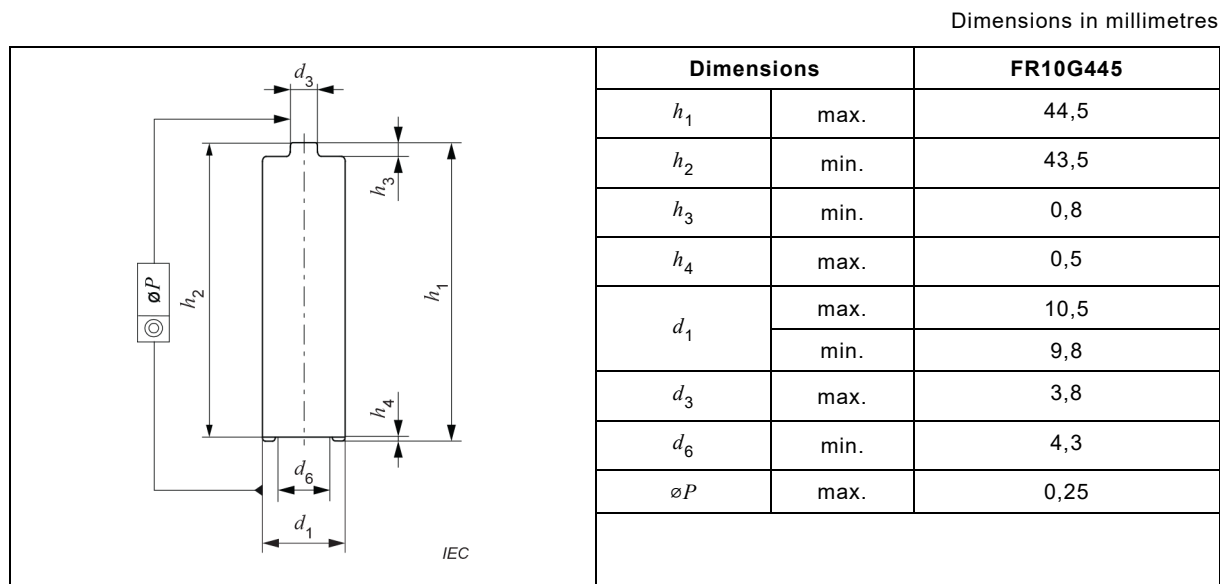 Dimensions in millimetres
d3
h3
øP
◎
h2
h1
h4
d6
d1
IEC
Dimensions FR10G445
h1 max. 44,5
h2 min. 43,5
h3 min. 0,8
h4 max. 0,5
d1 max. 10,5
min. 9,8
d3 max. 3,8
d6 min. 4,3
⌀P max. 0,25